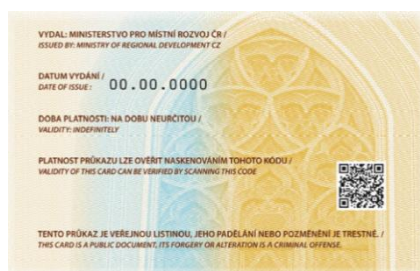 VYDAL: MINISTERSTVO PRO MÍSTNÍ ROZVOJ ČR /
ISSUED BY: MINISTRY OF REGIONAL DEVELOPMENT CZ
DATUM VYDÁNÍ /
DATE OF ISSUE : 00.00.0000
DOBA PLATNOSTI: NA DOBU NEURČITOU /
VALIDITY: INDEFINITELY
PLATNOST PRŮKAZU LZE OVĚŘIT NASKENOVÁNÍM TOHOTO KÓDU /
VALIDITY OF THIS CARD CAN BE VERIFIED BY SCANNING THIS CODE
TENTO PRŮKAZ JE VEŘEJNOU LISTINOU, JEHO PADĚLÁNÍ NEBO POZMĚNĚNÍ JE TRESTNÉ. /
THIS CARD IS A PUBLIC DOCUMENT, ITS FORGERY OR ALTERATION IS A CRIMINAL OFFENSE.